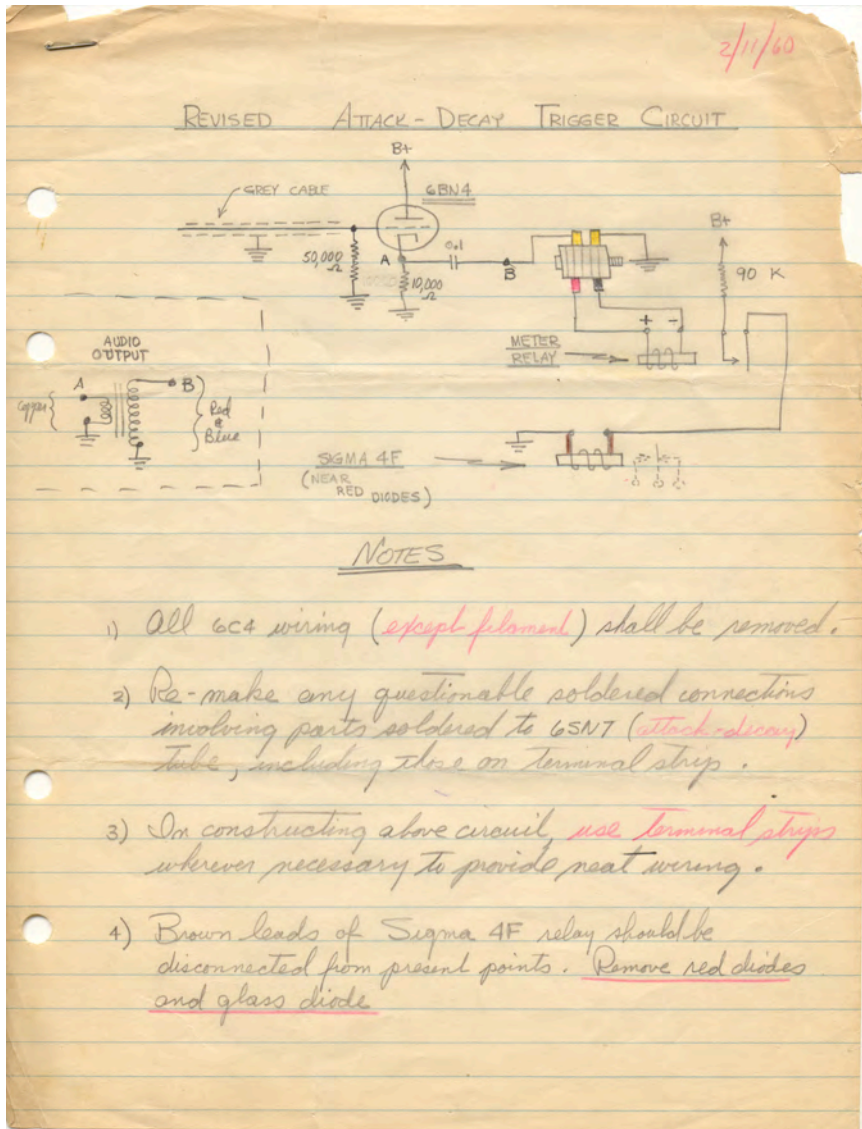 2/11/60
REVISED ATTACK-DECAY TRIGGER CIRCUIT
B+
GREY CABLE
6BN4
B+
A
0.1
B
50,000
Ω
10,000
Ω
90 K
AUDIO
OUTPUT
+ -
METER
RELAY
A
B
Copper
Red
&
Blue
SIGMA 4F
(NEAR
RED DIODES)
NOTES
1) All 6C4 wiring (except filament) shall be removed.
2) Re-make any questionable soldered connections
involving parts soldered to 6SN7 (attack-decay)
tube, including those on terminal strip.
3) In constructing above circuit, use terminal strips
wherever necessary to provide neat wiring.
4) Brown leads of Sigma 4F relay should be
disconnected from present points. Remove red diodes
and glass diode